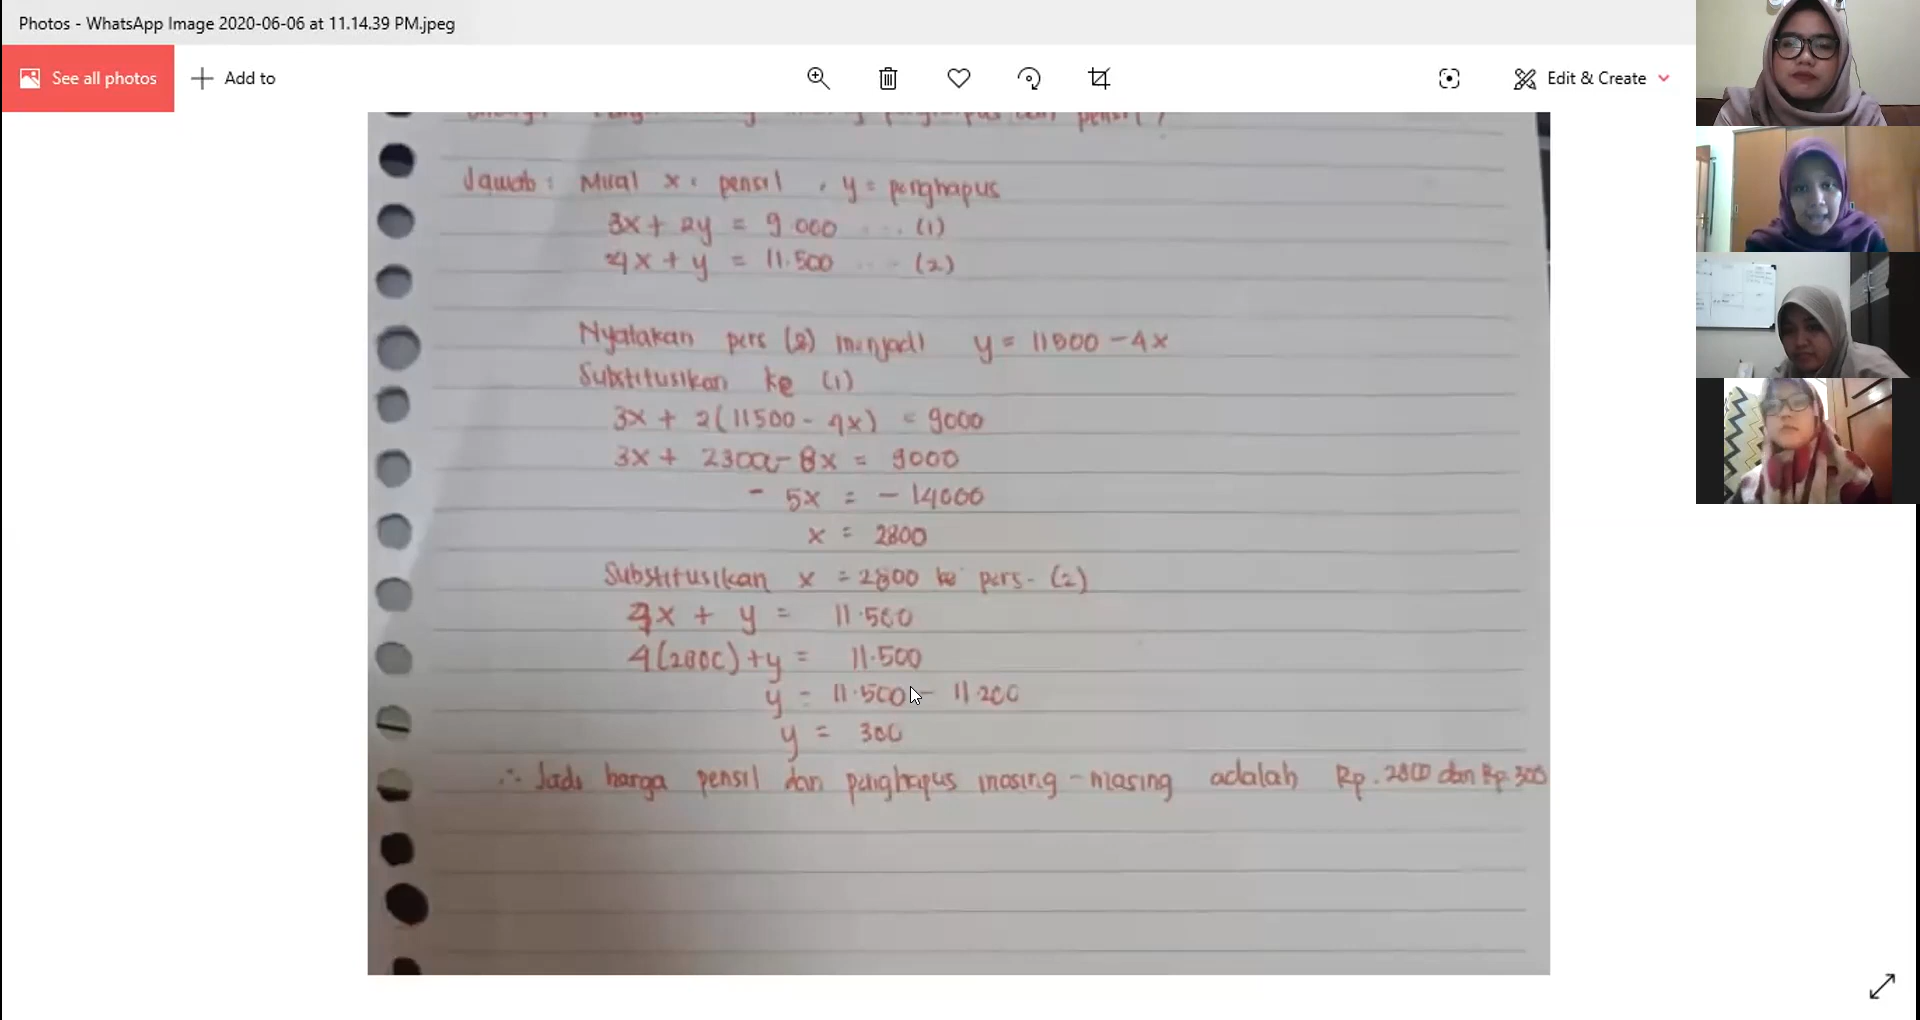 Photos - WhatsApp Image 2020-06-06 at 11.14.39 PM.jpeg
See all photos
Add to
Edit & Create
pensil?
Jawab: Misal x = pensil , y = penghapus
3x + 2y = 9.000 .... (1)
4x + y = 11.500 ... (2)
Nyatakan pers (2) menjadi y = 11500 - 4x
Substitusikan ke (1)
3x + 2(11500 - 4x) = 9000
3x + 23000 - 8x = 9000
- 5x = - 14000
x = 2800
Substitusikan x = 2800 ke pers- (2)
4x + y = 11.500
4(2800) + y = 11.500
y = 11.500 - 11.200
y = 300
∴ Jadi harga pensil dan penghapus masing-masing adalah Rp. 2800 dan Rp. 300